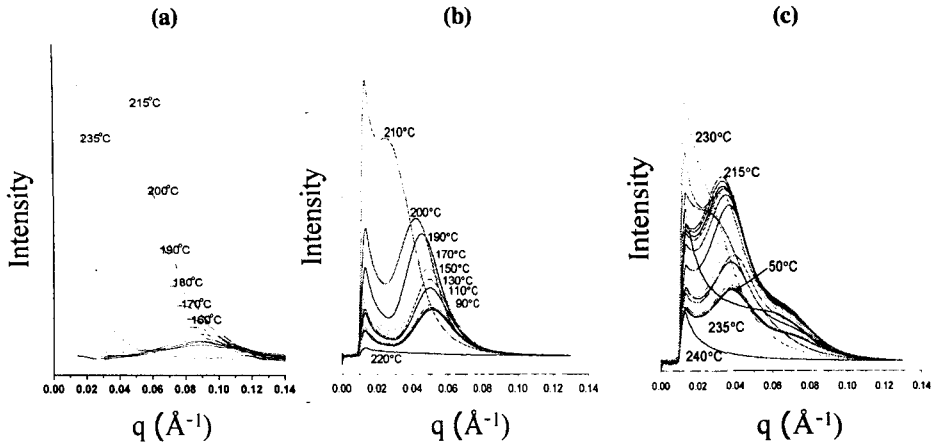 (a)
(b)
(c)
Intensity
215°C
235°C
200°C
190°C
180°C
170°C
160°C
0.00 0.02 0.04 0.06 0.08 0.10 0.12 0.14
q (Å⁻¹)
Intensity
210°C
200°C
190°C
170°C
150°C
130°C
110°C
90°C
220°C
0.00 0.02 0.04 0.06 0.08 0.10 0.12 0.14
q (Å⁻¹)
Intensity
230°C
215°C
50°C
235°C
240°C
0.00 0.02 0.04 0.06 0.08 0.10 0.12 0.14
q (Å⁻¹)